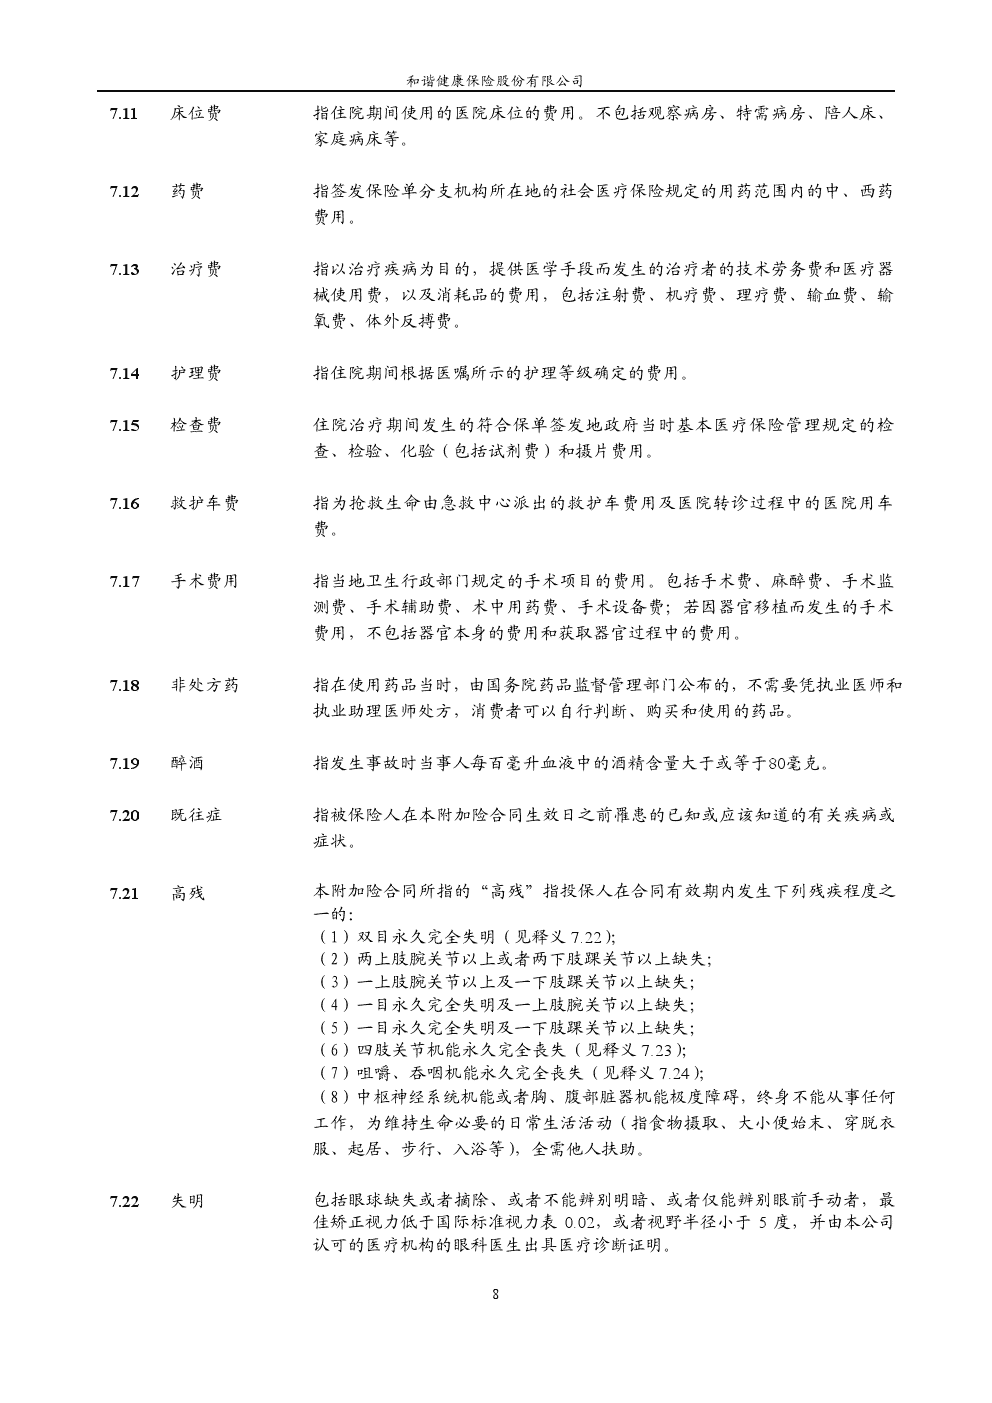 和谐健康保险股份有限公司
7.11 床位费 指住院期间使用的医院床位的费用。不包括观察病房、特需病房、陪人床、
家庭病床等。
7.12 药费 指签发保险单分支机构所在地的社会医疗保险规定的用药范围内的中、西药
费用。
7.13 治疗费 指以治疗疾病为目的，提供医学手段而发生的治疗者的技术劳务费和医疗器
械使用费，以及消耗品的费用，包括注射费、机疗费、理疗费、输血费、输
氧费、体外反搏费。
7.14 护理费 指住院期间根据医嘱所示的护理等级确定的费用。
7.15 检查费 住院治疗期间发生的符合保单签发地政府当时基本医疗保险管理规定的检
查、检验、化验（包括试剂费）和摄片费用。
7.16 救护车费 指为抢救生命由急救中心派出的救护车费用及医院转诊过程中的医院用车
费。
7.17 手术费用 指当地卫生行政部门规定的手术项目的费用。包括手术费、麻醉费、手术监
测费、手术辅助费、术中用药费、手术设备费；若因器官移植而发生的手术
费用，不包括器官本身的费用和获取器官过程中的费用。
7.18 非处方药 指在使用药品当时，由国务院药品监督管理部门公布的，不需要凭执业医师和
执业助理医师处方，消费者可以自行判断、购买和使用的药品。
7.19 醉酒 指发生事故时当事人每百毫升血液中的酒精含量大于或等于80毫克。
7.20 既往症 指被保险人在本附加险合同生效日之前罹患的已知或应该知道的有关疾病或
症状。
7.21 高残 本附加险合同所指的“高残”指投保人在合同有效期内发生下列残疾程度之
一的：
（1）双目永久完全失明（见释义 7.22）；
（2）两上肢腕关节以上或者两下肢踝关节以上缺失；
（3）一上肢腕关节以上及一下肢踝关节以上缺失；
（4）一目永久完全失明及一上肢腕关节以上缺失；
（5）一目永久完全失明及一下肢踝关节以上缺失；
（6）四肢关节机能永久完全丧失（见释义 7.23）；
（7）咀嚼、吞咽机能永久完全丧失（见释义 7.24）；
（8）中枢神经系统机能或者胸、腹部脏器机能极度障碍，终身不能从事任何
工作，为维持生命必要的日常生活活动（指食物摄取、大小便始末、穿脱衣
服、起居、步行、入浴等），全需他人扶助。
7.22 失明 包括眼球缺失或者摘除、或者不能辨别明暗、或者仅能辨别眼前手动者，最
佳矫正视力低于国际标准视力表 0.02，或者视野半径小于 5 度，并由本公司
认可的医疗机构的眼科医生出具医疗诊断证明。
8